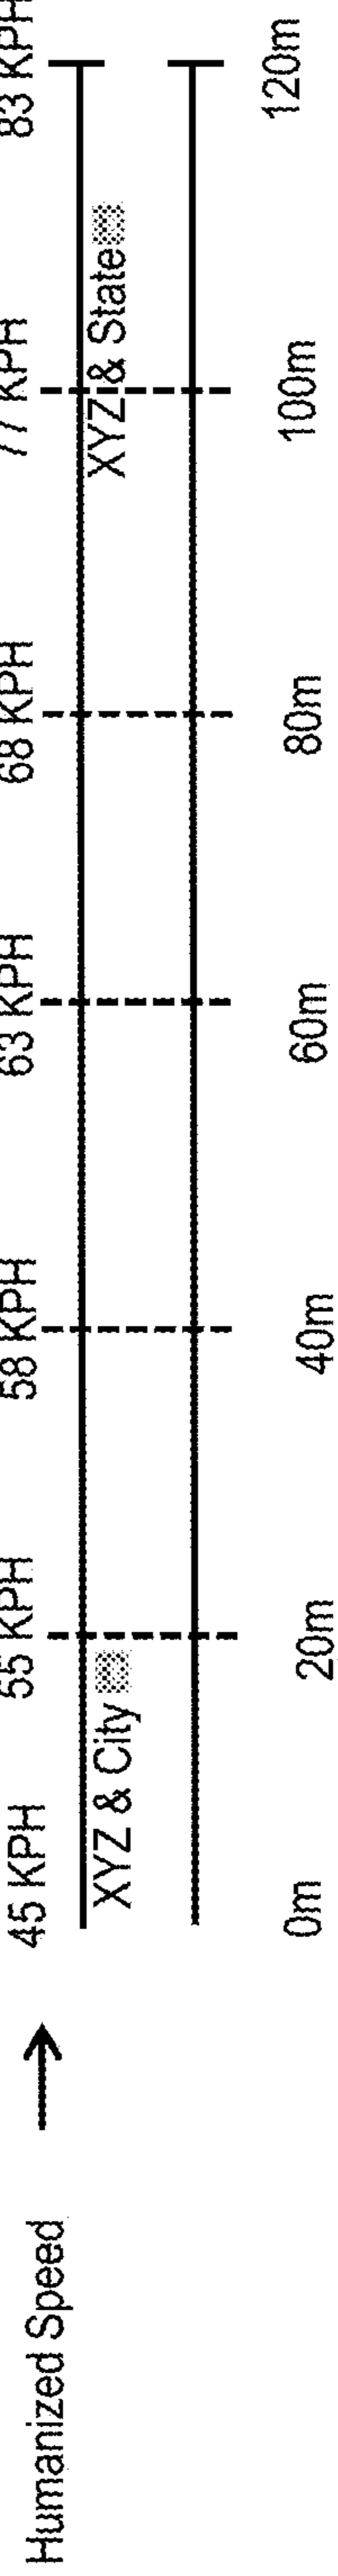 Humanized Speed → 45 KPH 55 KPH 58 KPH 63 KPH 68 KPH 77 KPH 83 KPH
XYZ & City XYZ & State
0m 20m 40m 60m 80m 100m 120m